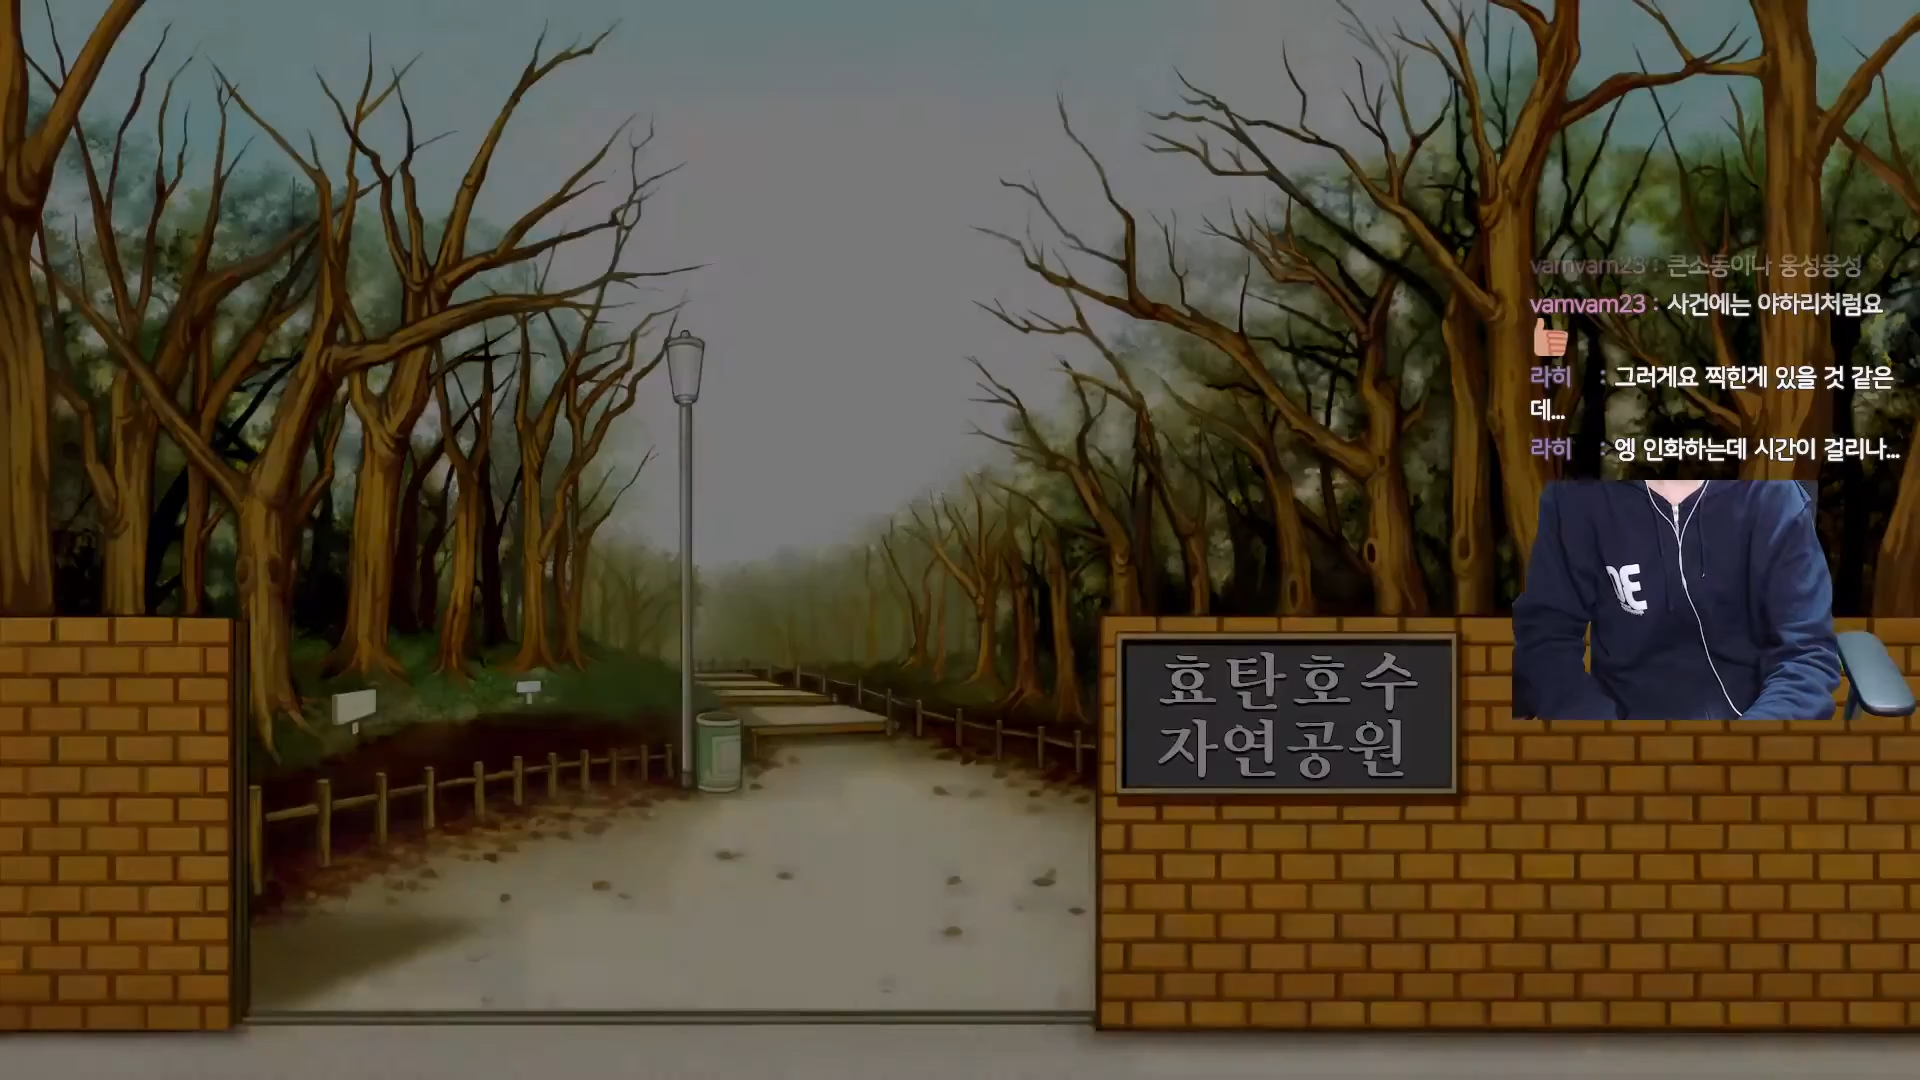 vamvam23 : 큰소동이나 웅성웅성
vamvam23 : 사건에는 야하리처럼요
라히 : 그러게요 찍힌게 있을 것 같은
데...
라히 : 엥 인화하는데 시간이 걸리나...
효탄호수
자연공원